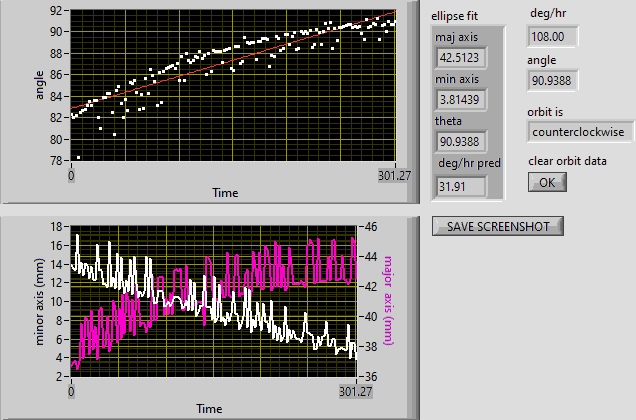 92
90
88
86
84
82
80
78
angle
0
301.27
Time
ellipse fit
maj axis
42.5123
min axis
3.81439
theta
90.9388
deg/hr pred
31.91
deg/hr
108.00
angle
90.9388
orbit is
counterclockwise
clear orbit data
OK
SAVE SCREENSHOT
18
16
14
12
10
8
6
4
2
minor axis (mm)
46
44
42
40
38
36
major axis (mm)
0
301.27
Time